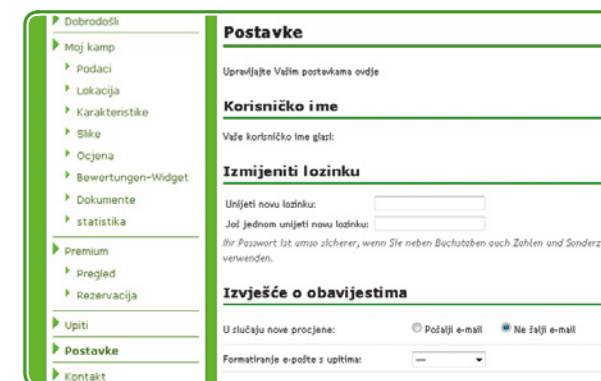 Dobrodošli
Moj kamp
Podaci
Lokacija
Karakteristike
Slike
Ocjena
Bewertungen-Widget
Dokumente
statistika
Premium
Pregled
Rezervacija
Upiti
Postavke
Kontakt
Postavke
Upravljajte Vašim postavkama ovdje
Korisničko ime
Vaše korisničko ime glasi:
Izmijeniti lozinku
Unijeti novu lozinku:
Još jednom unijeti novu lozinku:
Ihr Passwort ist umso sicherer, wenn Sie neben Buchstaben auch Zahlen und Sonderz
verwenden.
Izvješće o obavijestima
U slučaju nove procjene: Pošalji e-mail Ne šalji e-mail
Formatiranje e-pošte s upitima: ---